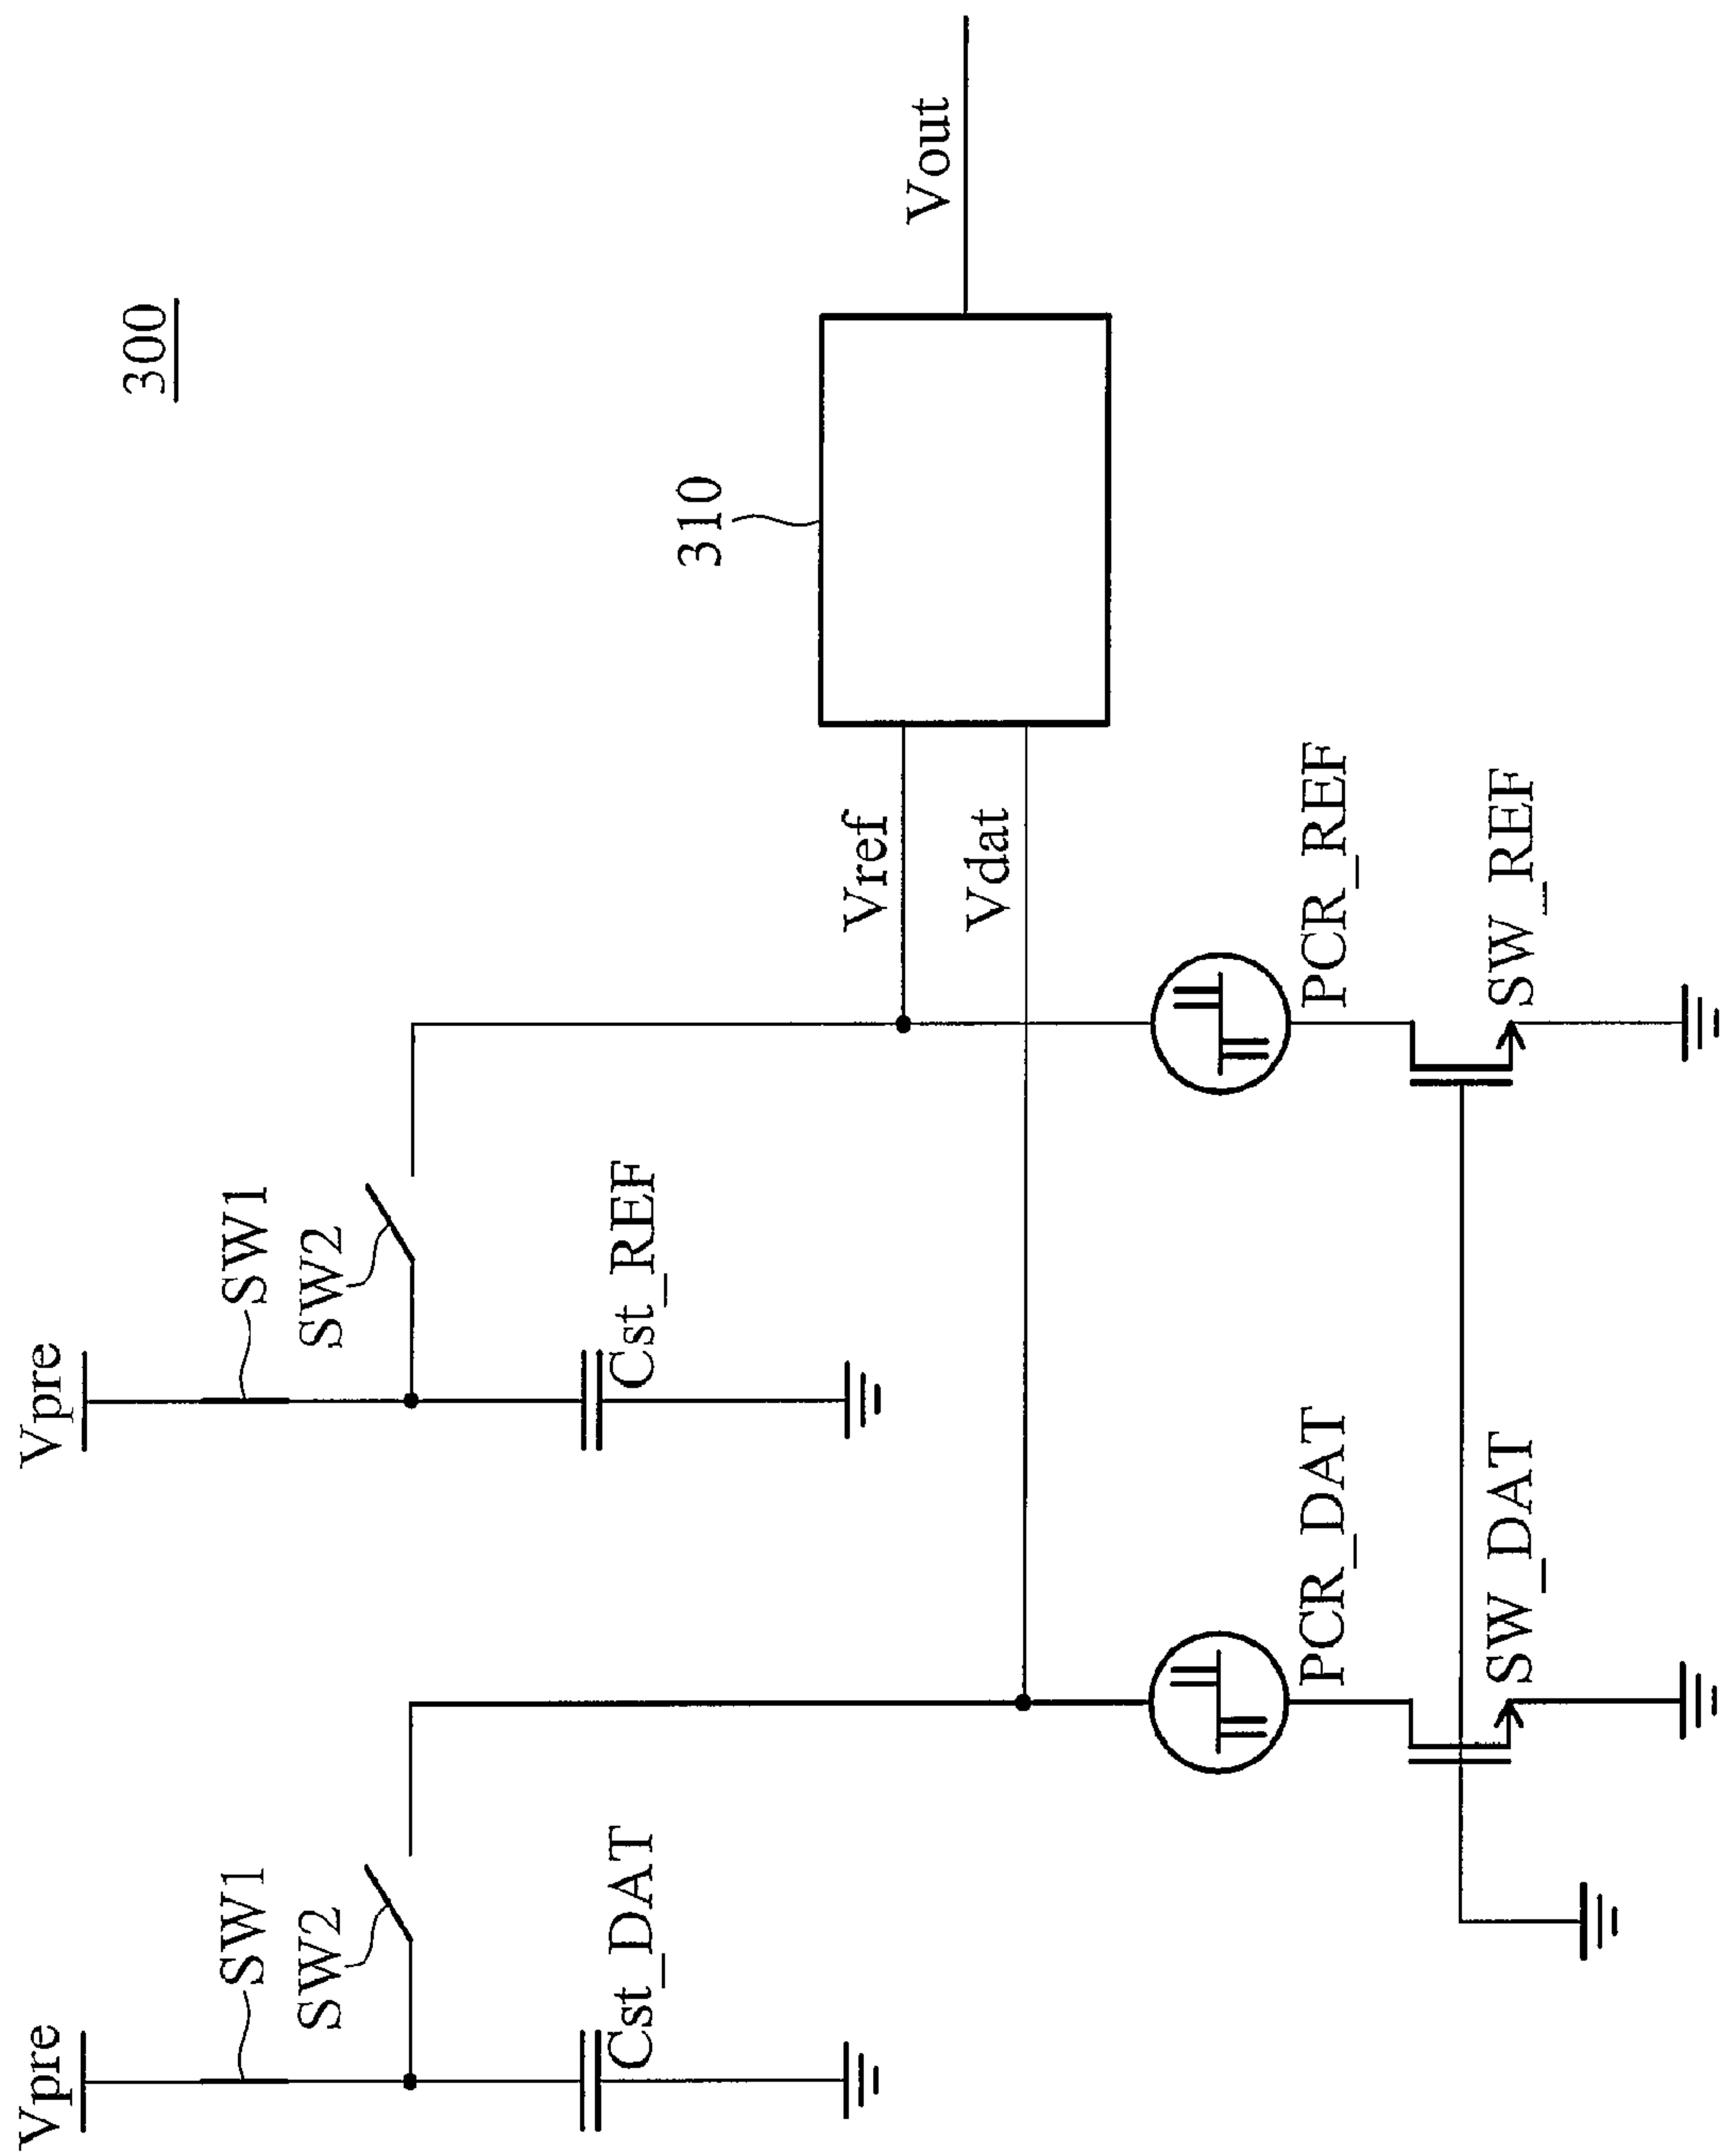 300
Vpre
SW1
SW2
Cst_DAT
Vpre
SW1
SW2
Cst_REF
310
Vout
Vref
Vdat
PCR_DAT
PCR_REF
SW_DAT
SW_REF